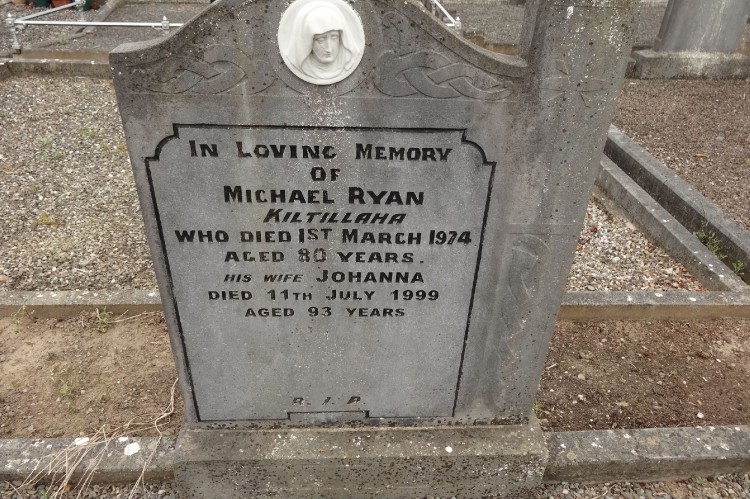 IN LOVING MEMORY
OF
MICHAEL RYAN
KILTILLAHA
WHO DIED 1ST MARCH 1974
AGED 80 YEARS.
HIS WIFE JOHANNA
DIED 11TH JULY 1999
AGED 93 YEARS
R.I.P.